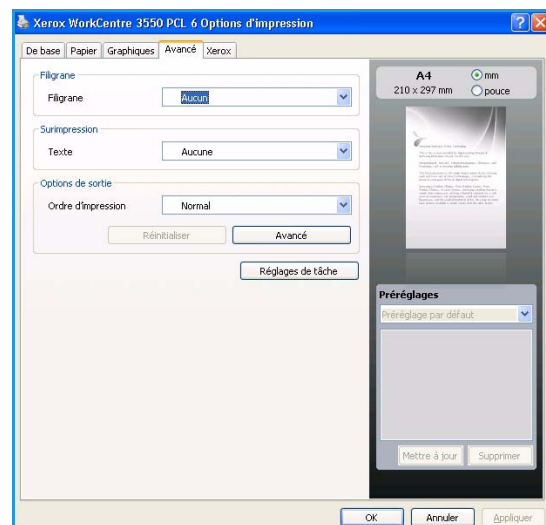 Xerox WorkCentre 3550 PCL 6 Options d'impression
De base Papier Graphiques Avancé Xerox
Filigrane
Filigrane Aucun
Surimpression
Texte Aucune
Options de sortie
Ordre d'impression Normal
Réinitialiser Avancé
Réglages de tâche
A4
210 x 297 mm
mm
pouce
Préréglages
Préréglage par défaut
Mettre à jour Supprimer
OK Annuler Appliquer